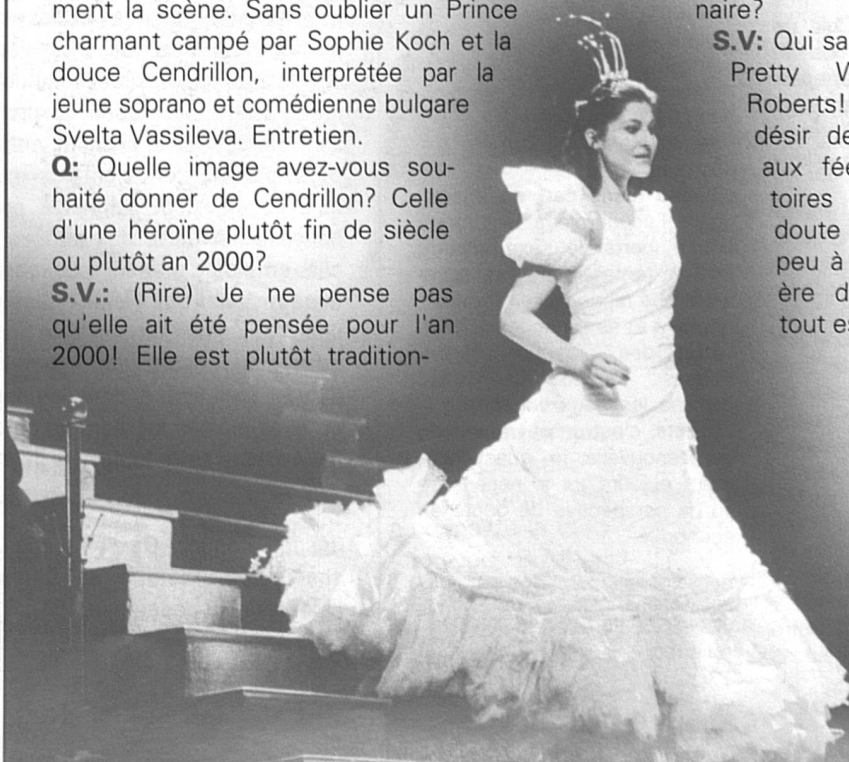 ment la scène. Sans oublier un Prince
charmant campé par Sophie Koch et la
douce Cendrillon, interprétée par la
jeune soprano et comédienne bulgare
Svelta Vassileva. Entretien.
Q: Quelle image avez-vous sou-
haité donner de Cendrillon? Celle
d'une héroïne plutôt fin de siècle
ou plutôt an 2000?
S.V.: (Rire) Je ne pense pas
qu'elle ait été pensée pour l'an
2000! Elle est plutôt tradition-
naire?
S.V: Qui sa
Pretty W
Roberts!
désir de
aux fée
toires
doute
peu à
ère d
tout es